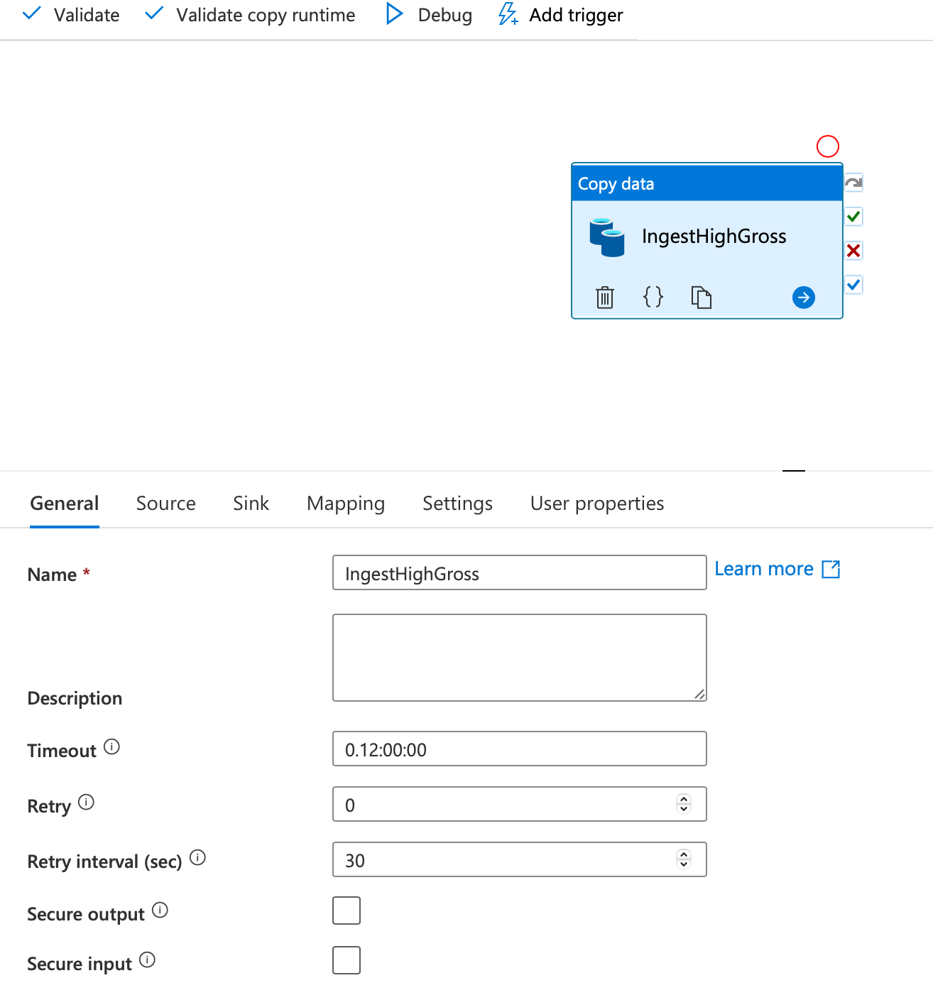 Validate Validate copy runtime Debug Add trigger
Copy data
IngestHighGross
General Source Sink Mapping Settings User properties
Name * IngestHighGross Learn more
Description
Timeout 0.12:00:00
Retry 0
Retry interval (sec) 30
Secure output
Secure input